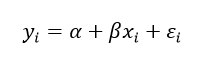 yᵢ = α + βxᵢ + εᵢ